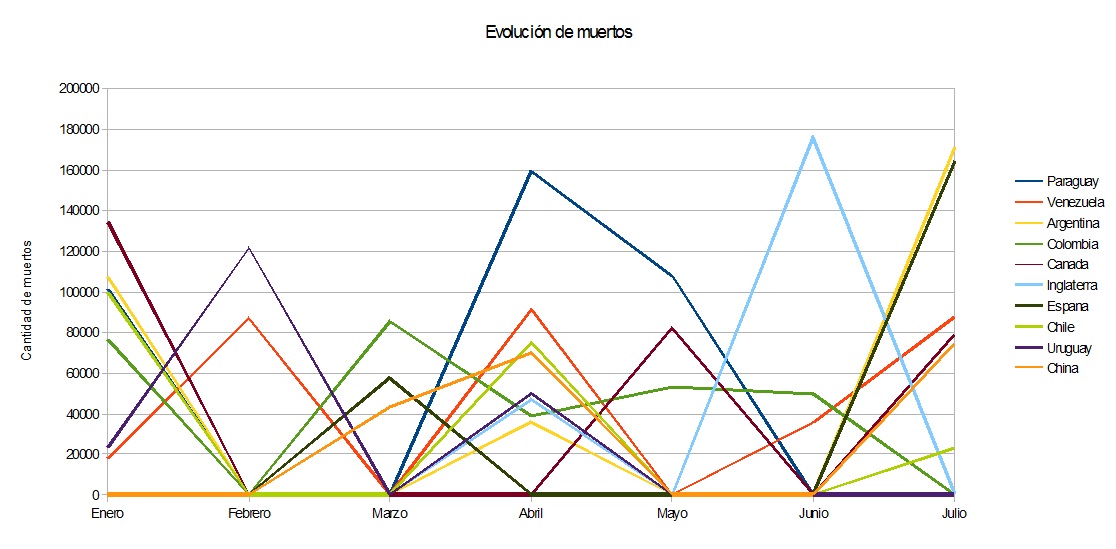 Evolución de muertos
Cantidad de muertos
200000
180000
160000
140000
120000
100000
80000
60000
40000
20000
0
Enero Febrero Marzo Abril Mayo Junio Julio
Paraguay
Venezuela
Argentina
Colombia
Canada
Inglaterra
Espana
Chile
Uruguay
China